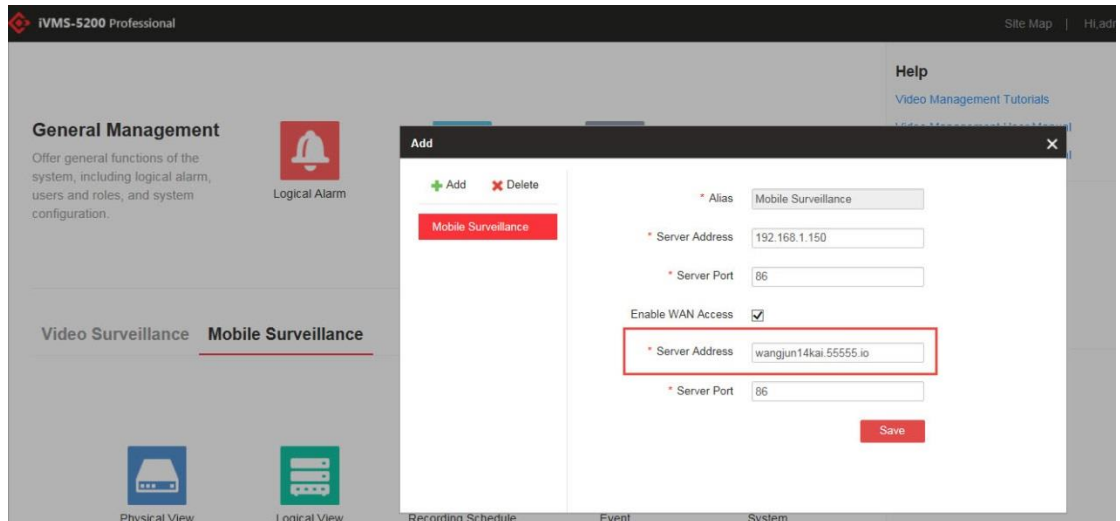 iVMS-5200 Professional
Site Map | Hi,adr
Help
Video Management Tutorials
General Management
Offer general functions of the
system, including logical alarm,
users and roles, and system
configuration.
Logical Alarm
Add
Add Delete
Mobile Surveillance
* Alias Mobile Surveillance
* Server Address 192.168.1.150
* Server Port 86
Enable WAN Access
* Server Address wangjun14kai.55555.io
* Server Port 86
Save
Video Surveillance Mobile Surveillance
Physical View Logical View Recording Schedule Event System